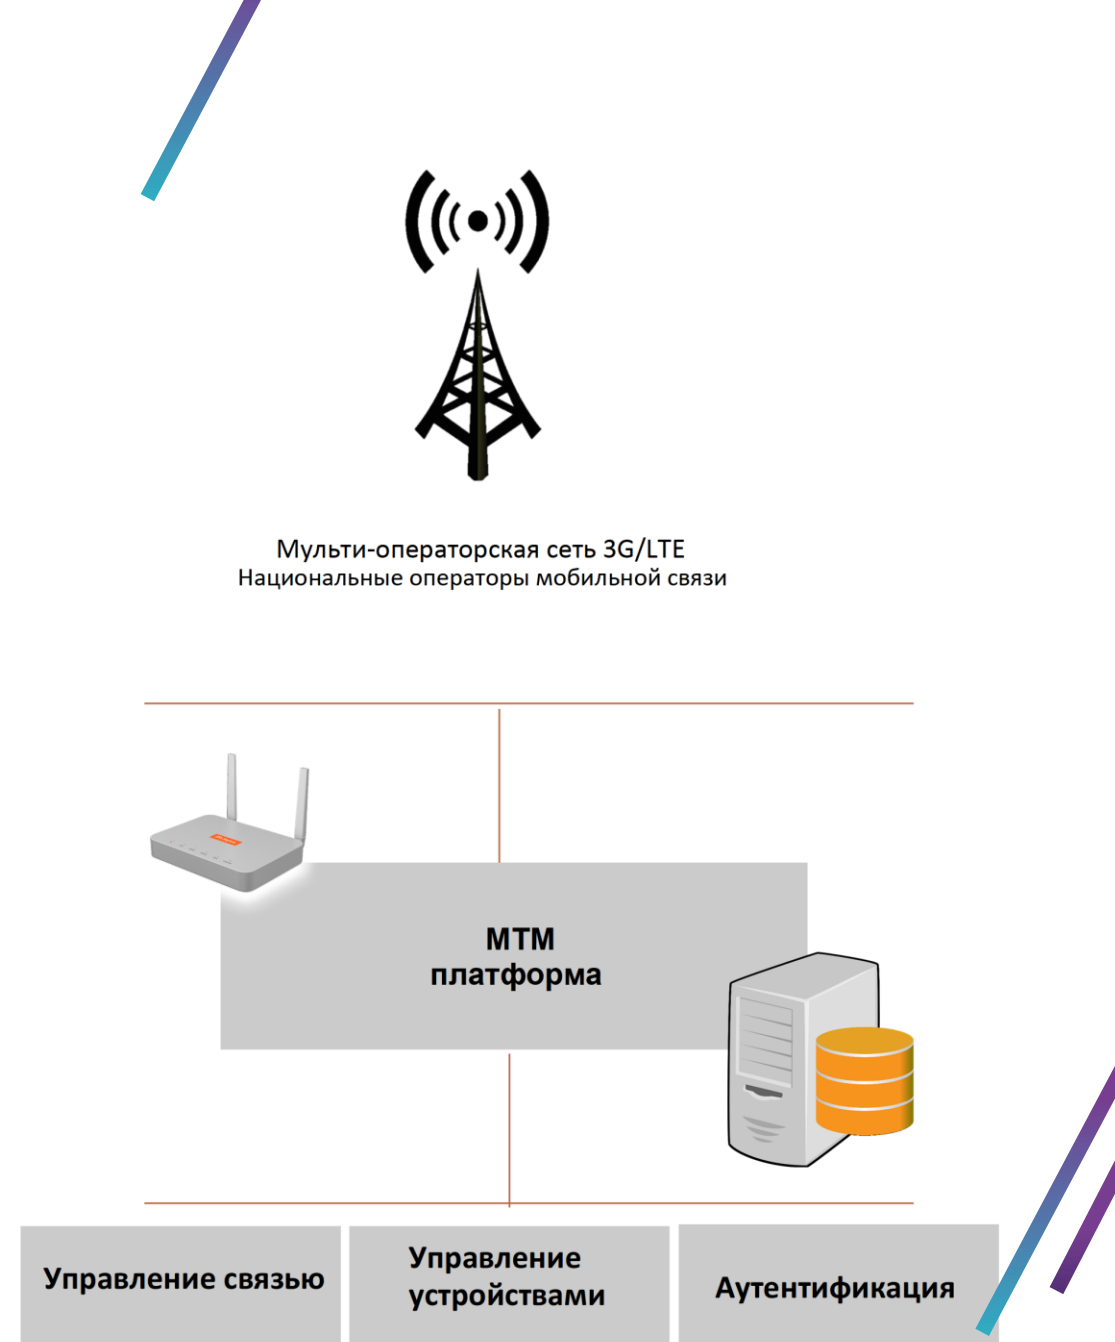 Мульти-операторская сеть 3G/LTE
Национальные операторы мобильной связи
МТМ
платформа
Управление связью
Управление
устройствами
Аутентификация